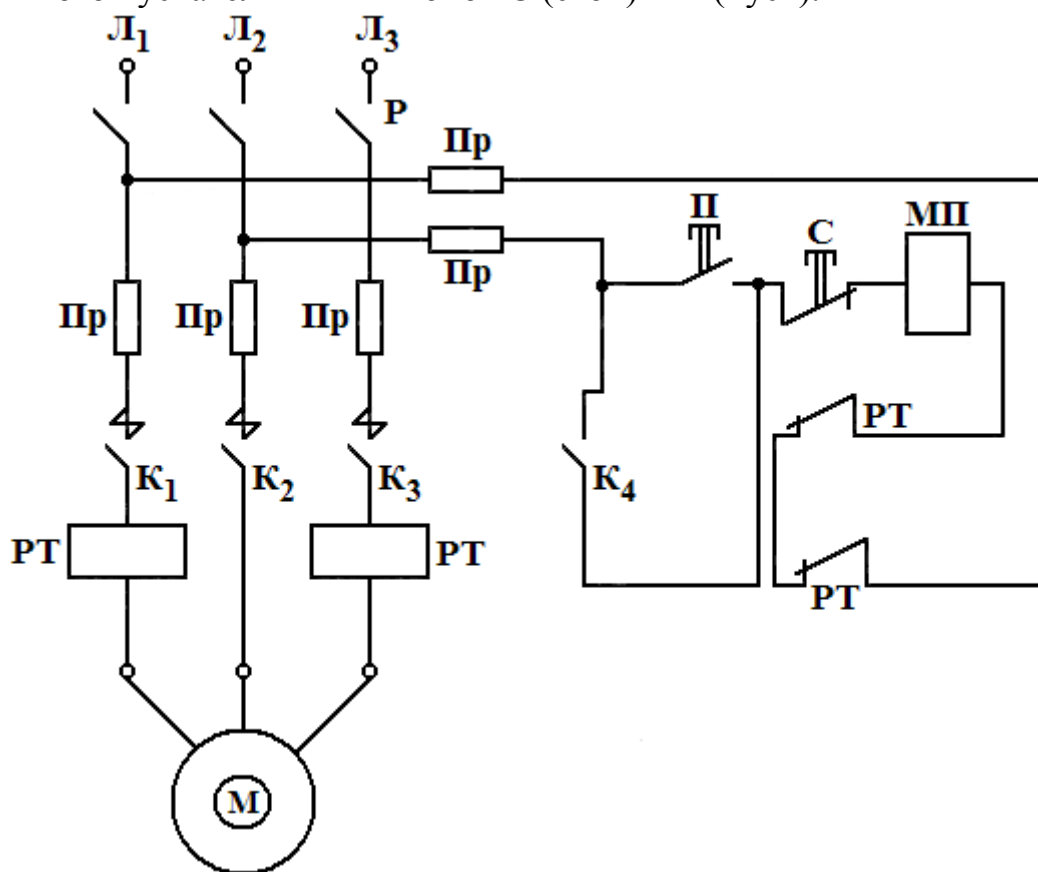 Л1 Л2 Л3
Р
Пр
П
С
МП
Пр
Пр Пр Пр
РТ
К1 К2 К3 К4
РТ РТ
РТ
М